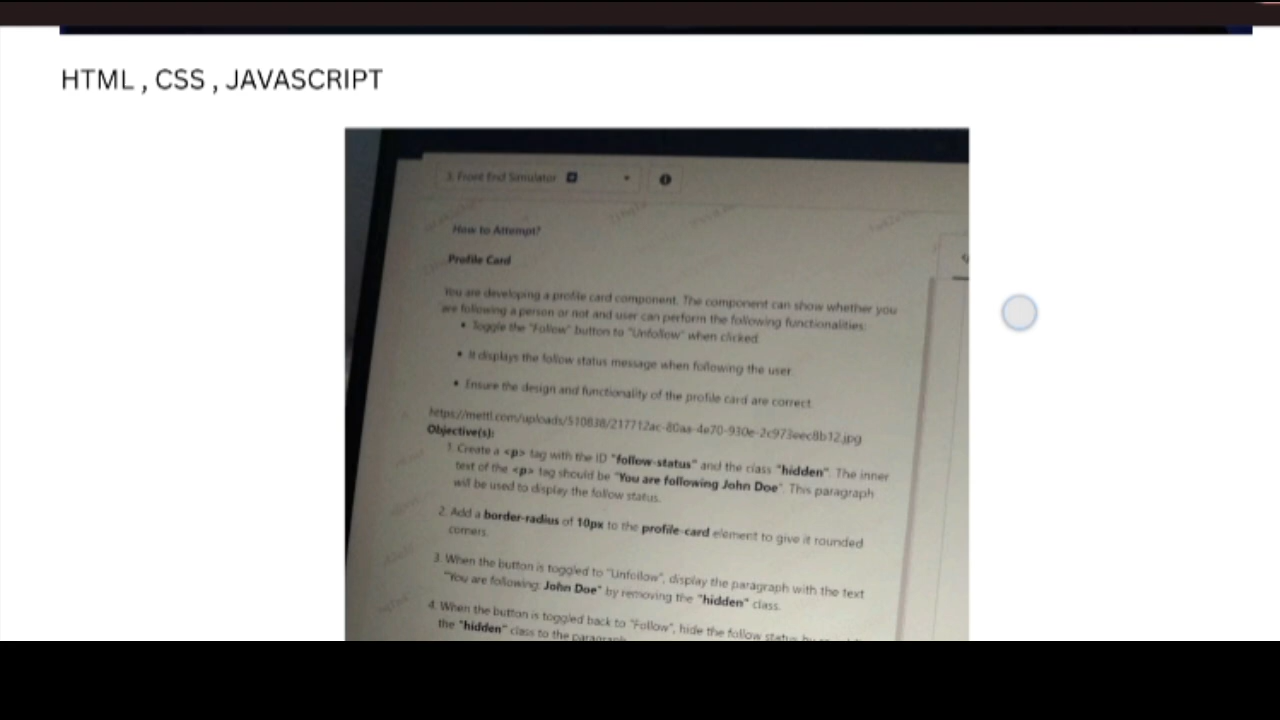 HTML , CSS , JAVASCRIPT
3. Front End Simulator
How to Attempt?
Profile Card
You are developing a profile card component. The component can show whether you
are following a person or not and user can perform the following functionalities:
• Toggle the "Follow" button to "Unfollow" when clicked.
• It displays the follow status message when following the user.
• Ensure the design and functionality of the profile card are correct.
https://mettl.com/uploads/510838/217712ac-80aa-4e70-930e-2c973eec8b12.jpg
Objective(s):
1. Create a <p> tag with the ID "follow-status" and the class "hidden". The inner
text of the <p> tag should be "You are following John Doe". This paragraph
will be used to display the follow status.
2. Add a border-radius of 10px to the profile-card element to give it rounded
corners.
3. When the button is toggled to "Unfollow", display the paragraph with the text
"You are following: John Doe" by removing the "hidden" class.
4. When the button is toggled back to "Follow", hide the follow status by
the "hidden" class to the paragraph